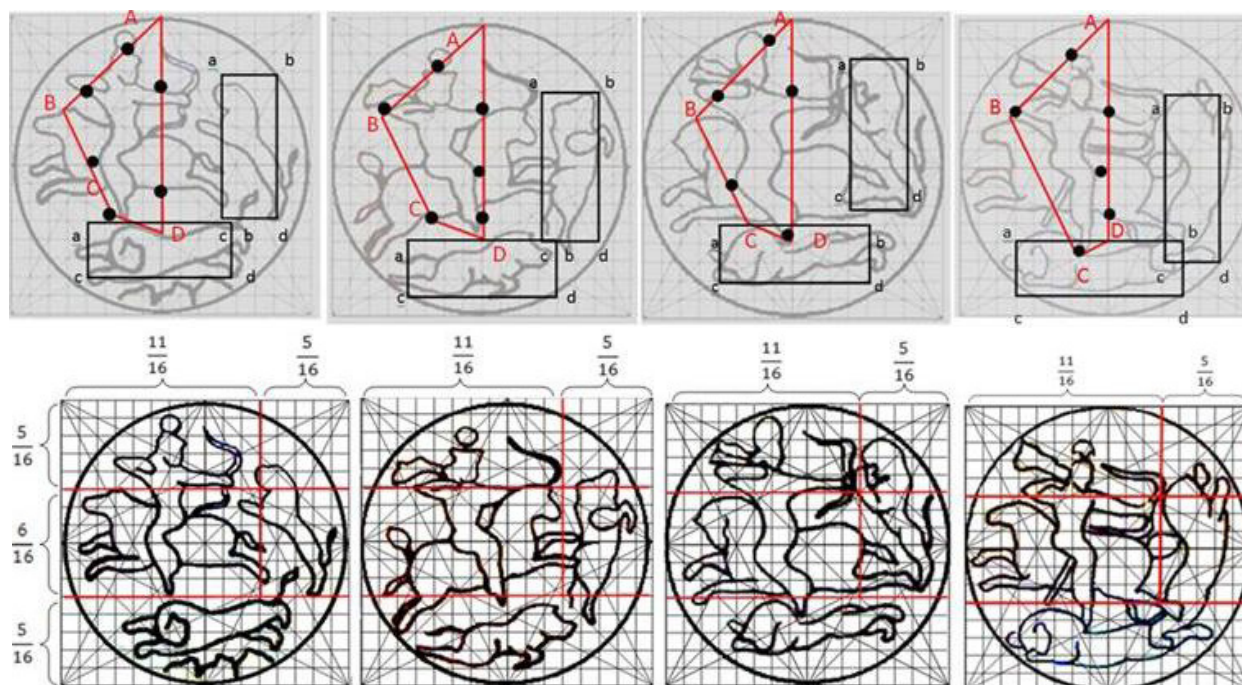 A A A A
a b a b a b a b
B B B B
C C C C
D D D D
a c b d a c b d a b c d a b c d
c d c d c d c d
11/16 5/16 11/16 5/16 11/16 5/16 11/16 5/16
5/16
6/16
5/16